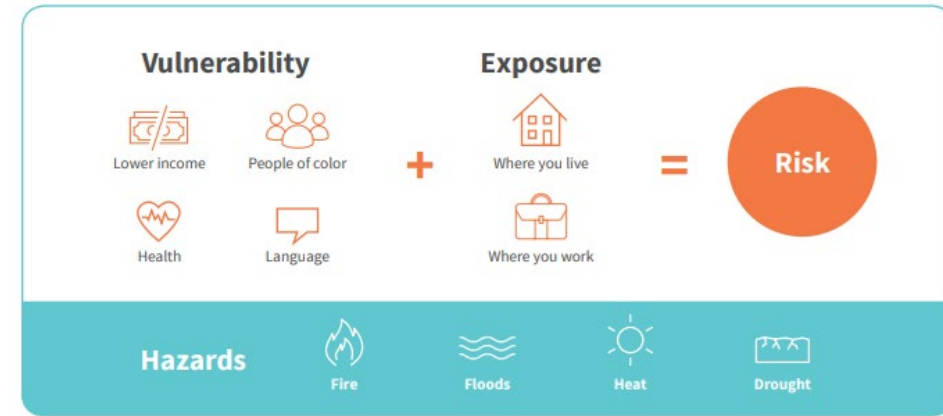 Vulnerability
Exposure
Lower income
People of color
+
Where you live
=
Risk
Health
Language
Where you work
Hazards
Fire
Floods
Heat
Drought